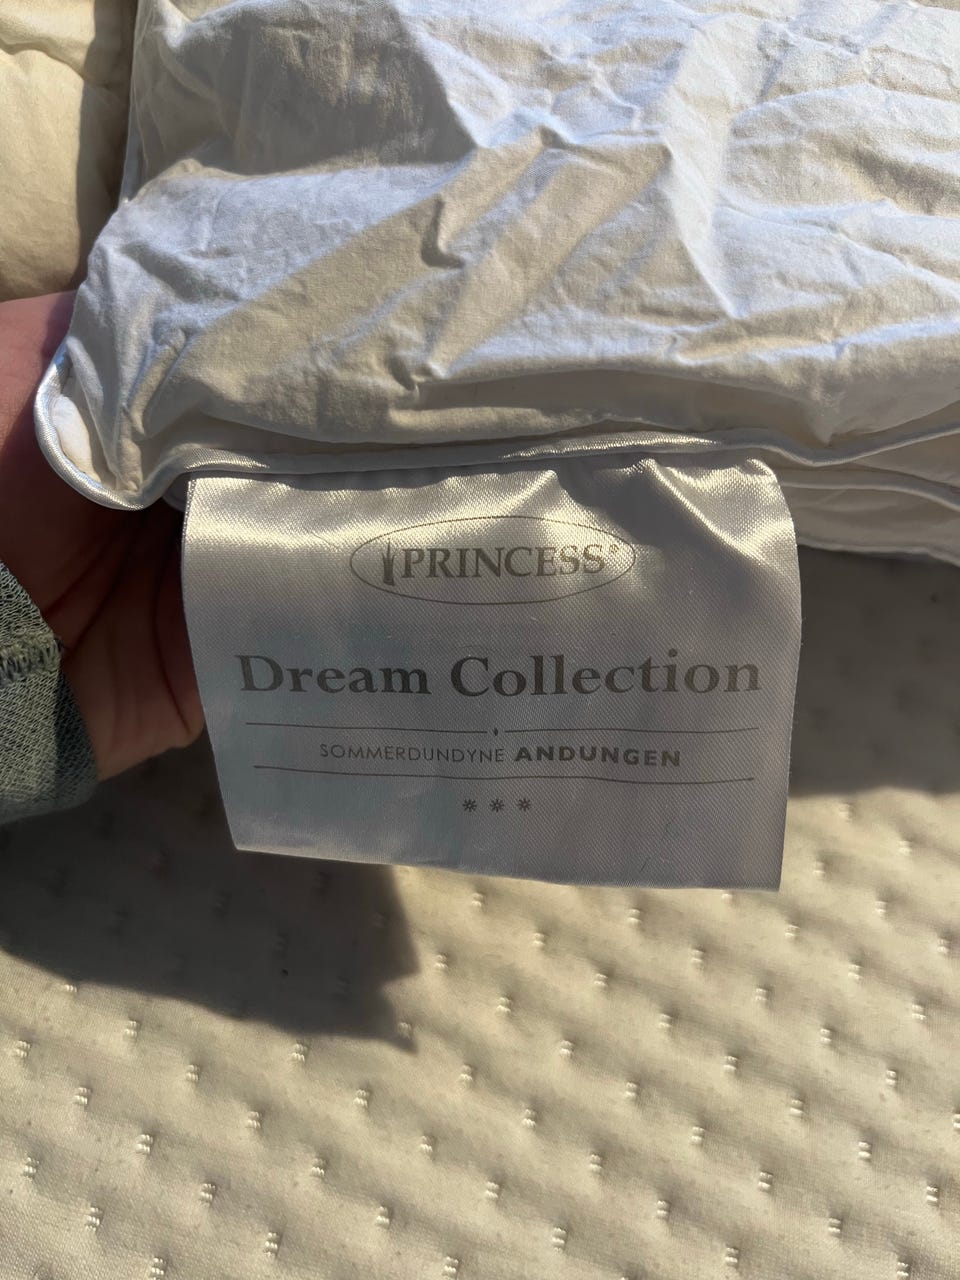 PRINCESS®
Dream Collection
SOMMERDUNDYNE ANDUNGEN
***